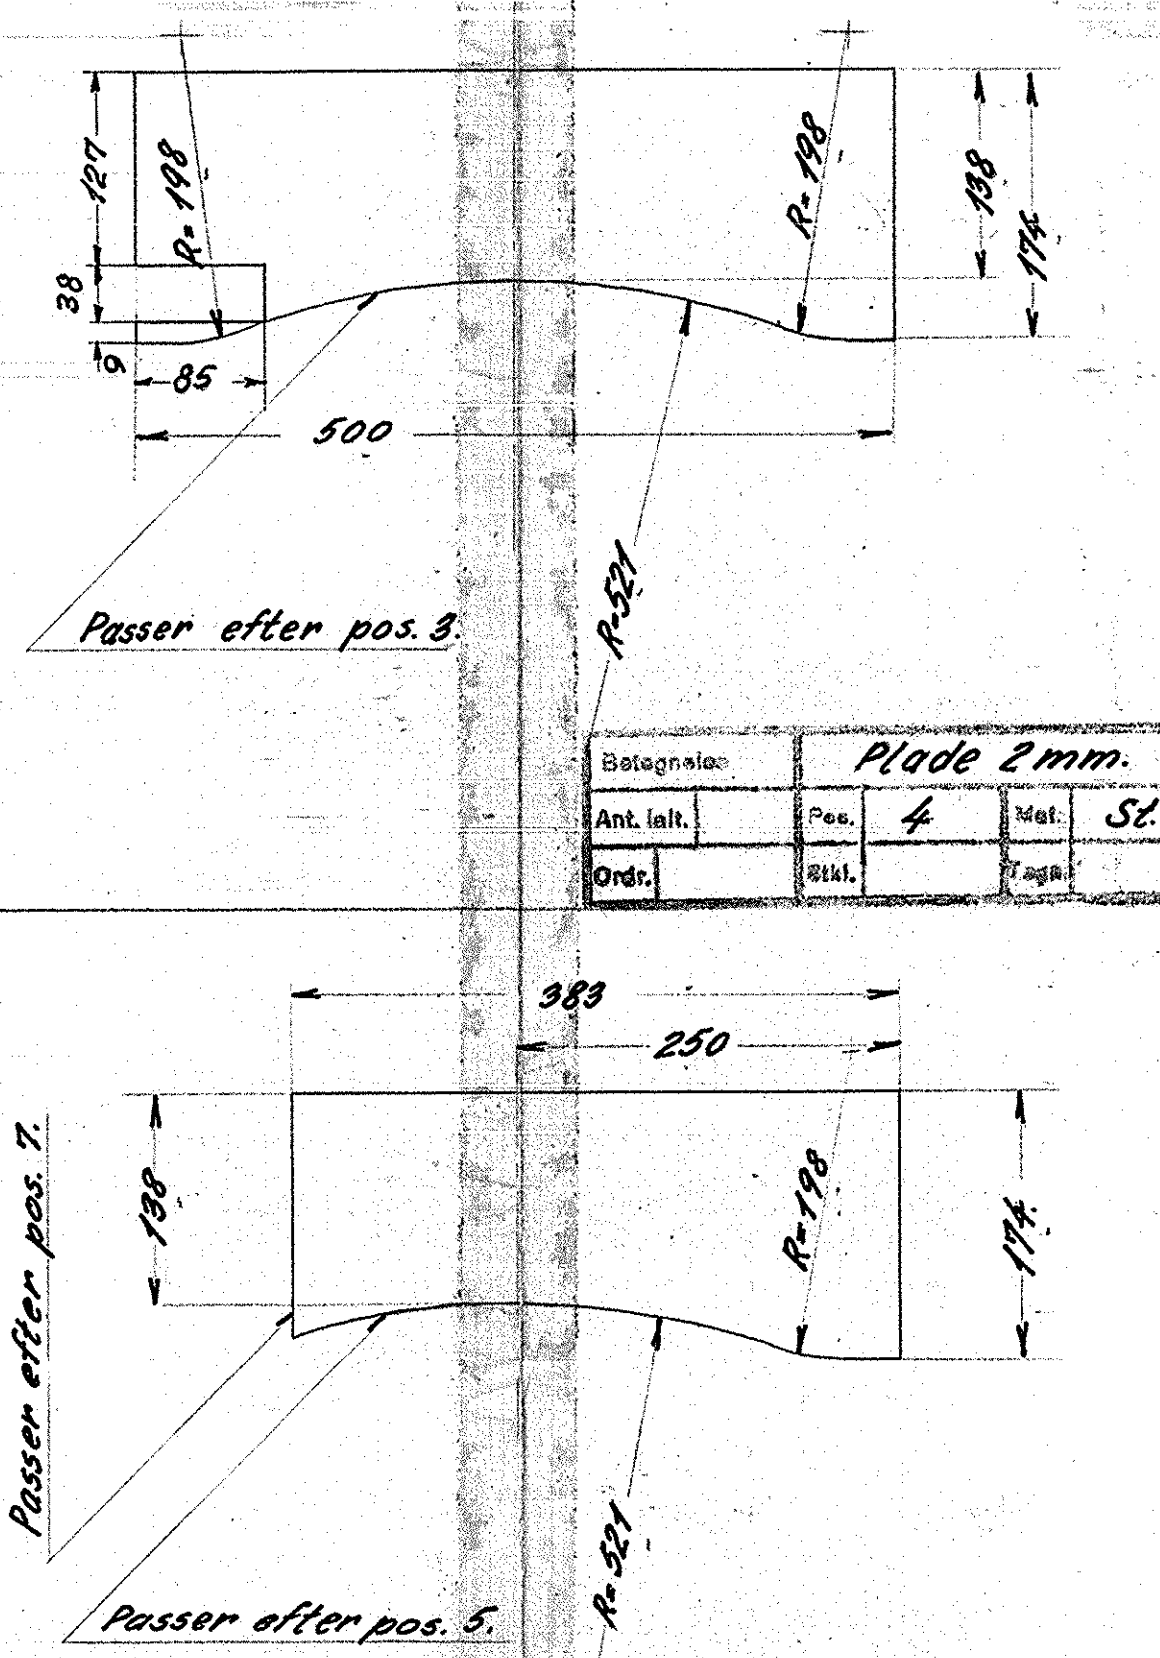 127
R=198
R=198
138
174
38
9
85
500
R=521
Passer efter pos. 3.
Betegnelse Plade 2mm.
Ant. ialt. Pos. 4 Mat. St.
Ordr. Stkl. Tegn.
383
250
Passer efter pos. 7.
138
R=198
174
R=521
Passer efter pos. 5.